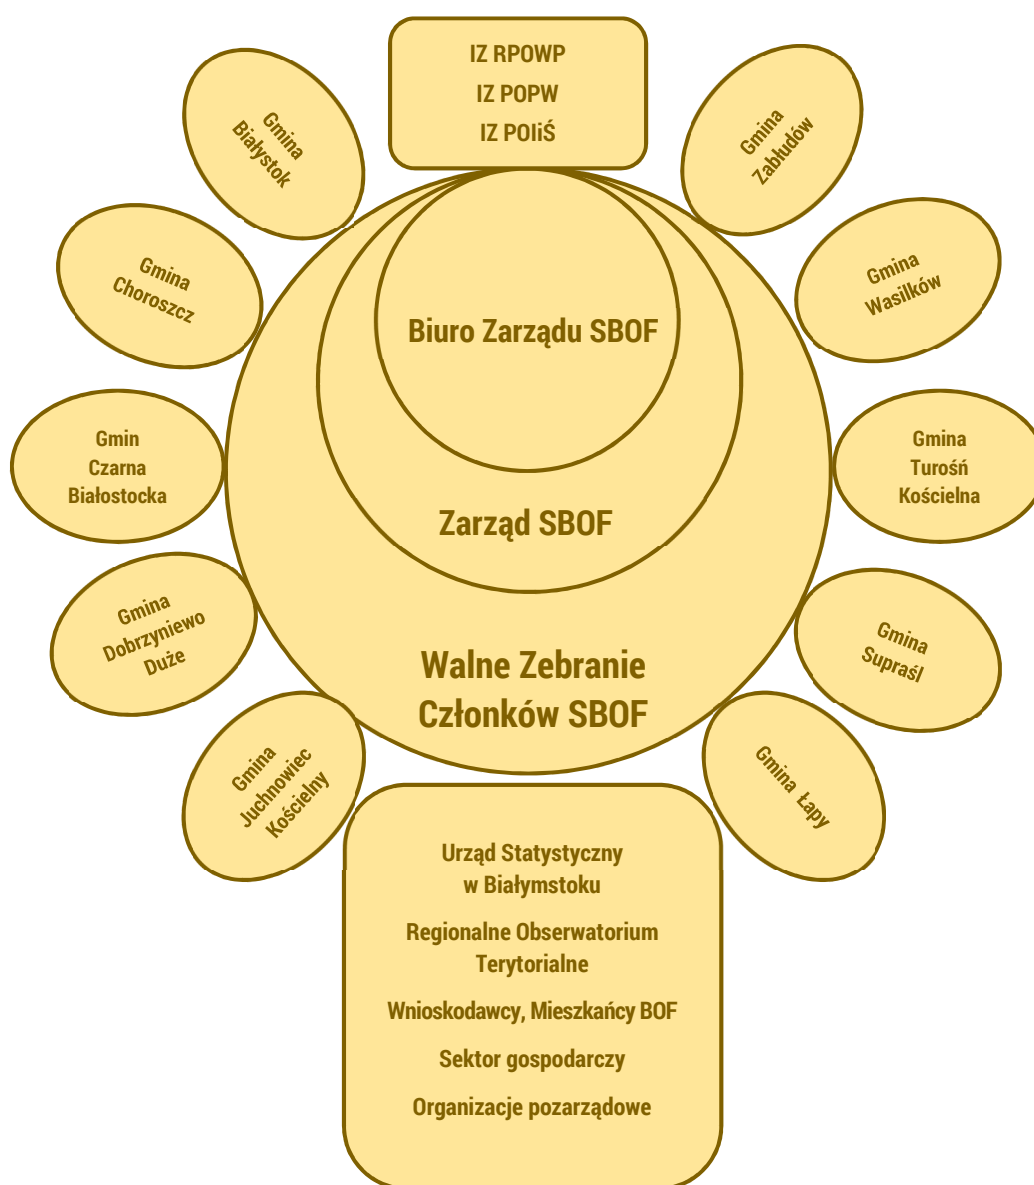 IZ RPOWP
IZ POPW
IZ POIiŚ
Gmina
Białystok
Gmina
Zabłudów
Gmina
Choroszcz
Gmina
Wasilków
Biuro Zarządu SBOF
Gmin
Czarna
Białostocka
Gmina
Turośń
Kościelna
Zarząd SBOF
Gmina
Dobrzyniewo
Duże
Gmina
Supraśl
Walne Zebranie
Członków SBOF
Gmina
Juchnowiec
Kościelny
Gmina Łapy
Urząd Statystyczny
w Białymstoku
Regionalne Obserwatorium
Terytorialne
Wnioskodawcy, Mieszkańcy BOF
Sektor gospodarczy
Organizacje pozarządowe